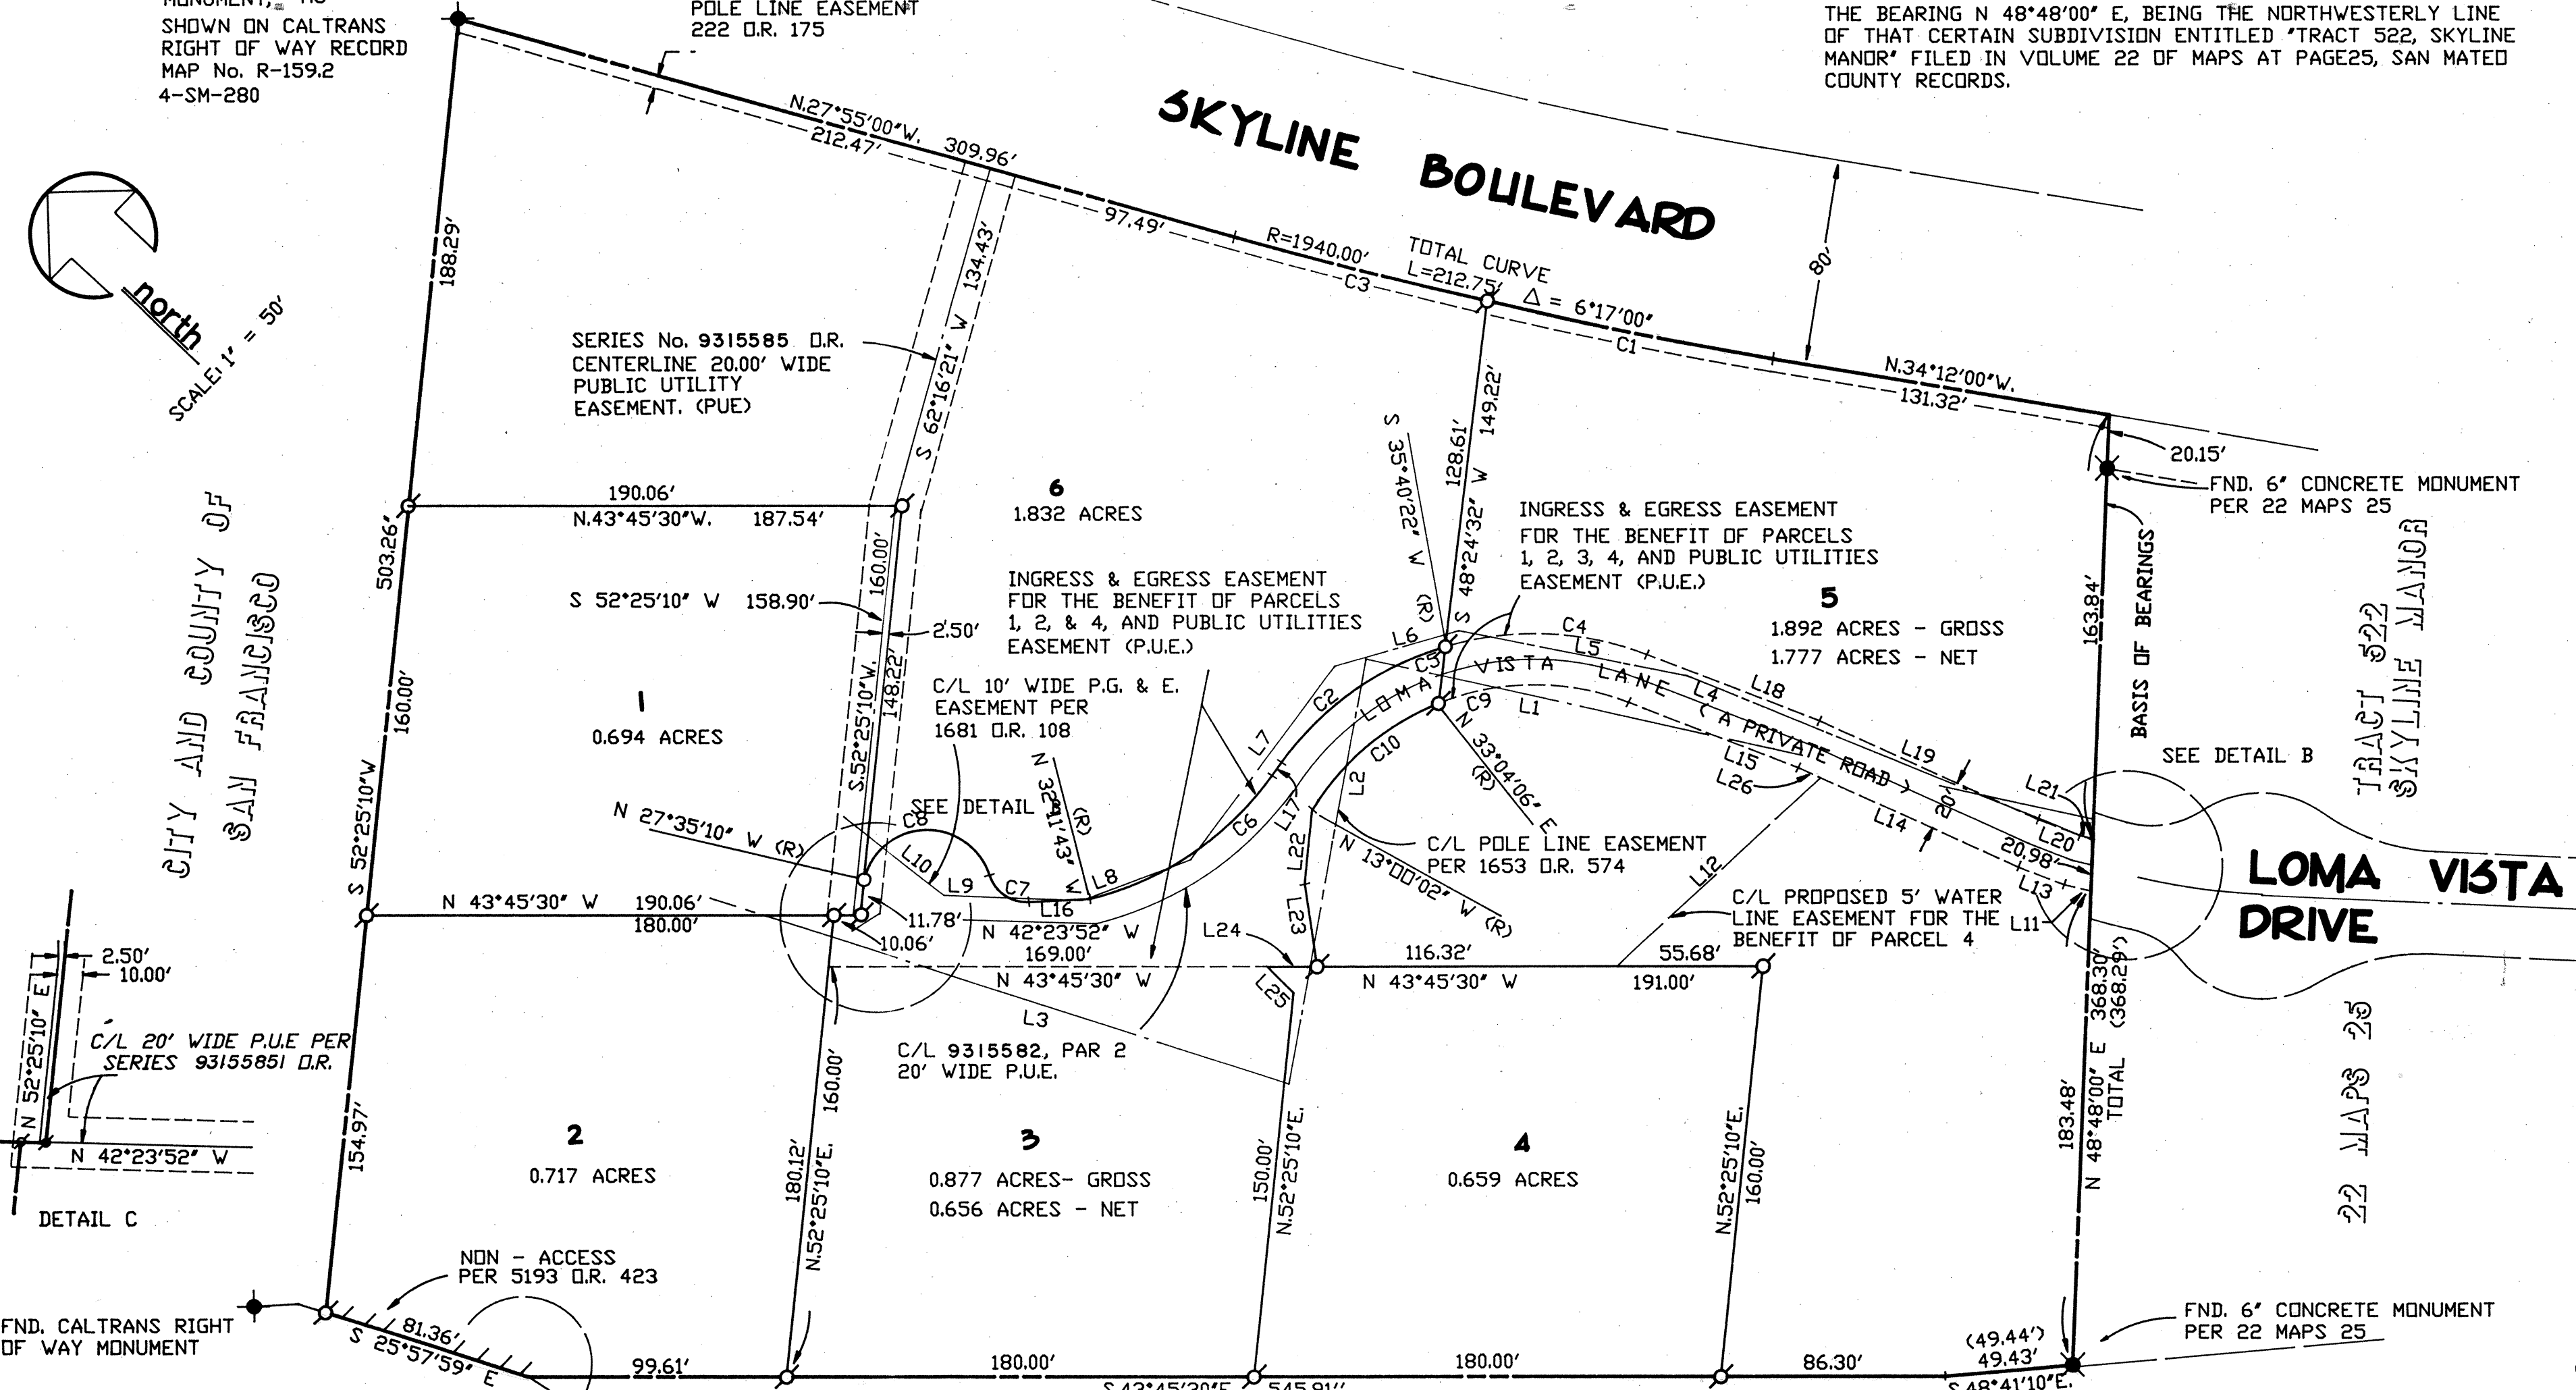 SHOWN ON CALTRANS
RIGHT OF WAY RECORD
MAP No. R-159.2
4-SM-280
POLE LINE EASEMENT
222 O.R. 175
THE BEARING N 48°48'00" E, BEING THE NORTHWESTERLY LINE
OF THAT CERTAIN SUBDIVISION ENTITLED "TRACT 522, SKYLINE
MANOR" FILED IN VOLUME 22 OF MAPS AT PAGE25, SAN MATEO
COUNTY RECORDS.
SKYLINE BOULEVARD
N.27°55'00"W.
309.96'
212.47'
97.49'
R=1940.00'
TOTAL CURVE
L=212.75'
Δ = 6°17'00"
C3
C1
80'
N.34°12'00"W.
131.32'
20.15'
FND. 6" CONCRETE MONUMENT
PER 22 MAPS 25
north
SCALE: 1" = 50'
188.29'
134.43'
S 62°16'21" W
SERIES No. 9315585 O.R.
CENTERLINE 20.00' WIDE
PUBLIC UTILITY
EASEMENT. (PUE)
190.06'
N.43°45'30"W.
187.54'
6
1.832 ACRES
149.22'
128.61'
S 48°24'32" W
S 35°40'22" W (R)
INGRESS & EGRESS EASEMENT
FOR THE BENEFIT OF PARCELS
1, 2, 3, 4, AND PUBLIC UTILITIES
EASEMENT (P.U.E.)
5
1.892 ACRES - GROSS
1.777 ACRES - NET
163.84'
BASIS OF BEARINGS
TRACT 522
SKYLINE MANOR
CITY AND COUNTY OF
SAN FRANCISCO
503.26"
160.00'
S 52°25'10"W
160.00'
S 52°25'10" W 158.90'
2.50'
S.52°25'10"W.
148.22'
INGRESS & EGRESS EASEMENT
FOR THE BENEFIT OF PARCELS
1, 2, & 4, AND PUBLIC UTILITIES
EASEMENT (P.U.E.)
1
0.694 ACRES
C/L 10' WIDE P.G. & E.
EASEMENT PER
1681 O.R. 108
L6
C5
C4
L5
L4
L18
LOMA VISTA LANE (A PRIVATE ROAD)
C2
L7
C9
L1
L15
L26
L19
L21
SEE DETAIL B
C10
L2
N 33°04'06" E
(R)
SEE DETAIL
N 32°11'43" W
(R)
N 27°35'10" W (R)
C8
L10
L9
C7
L8
L16
C6
L17
L22
L23
C/L POLE LINE EASEMENT
PER 1653 O.R. 574
N 13°00'02" W (R)
L12
L14
20'
L20
20.98'
L13
L11
LOMA VISTA
DRIVE
C/L PROPOSED 5' WATER
LINE EASEMENT FOR THE
BENEFIT OF PARCEL 4
N 43°45'30" W 190.06'
180.00'
11.78'
10.06'
N 42°23'52" W
169.00'
N 43°45'30" W
L24
L25
L3
116.32'
55.68'
N 43°45'30" W
191.00'
2.50'
10.00'
N 52°25'10" E
C/L 20' WIDE P.U.E PER
SERIES 93155851 O.R.
N 42°23'52" W
DETAIL C
C/L 9315582, PAR 2
20' WIDE P.U.E.
154.97'
2
0.717 ACRES
160.00'
180.12'
N.52°25'10"E.
3
0.877 ACRES- GROSS
0.656 ACRES - NET
150.00'
N.52°25'10"E.
4
0.659 ACRES
N.52°25'10"E.
160.00'
183.48'
N 48°48'00" E 368.30'
TOTAL (368.29')
22 MAPS 25
NON - ACCESS
PER 5193 O.R. 423
FND. CALTRANS RIGHT
OF WAY MONUMENT
81.36'
S 25°57'59" E
99.61'
180.00'
180.00'
86.30'
(49.44')
49.43'
FND. 6" CONCRETE MONUMENT
PER 22 MAPS 25
S 43°45'30"E 545.91'
S 48°41'10"E.